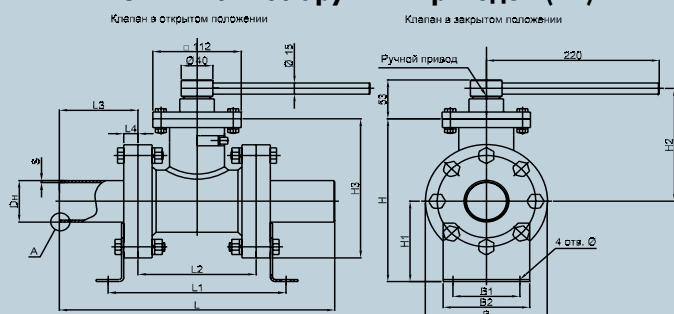 Клапан в открытом положении
Клапан в закрытом положении
□ 112
Ø 40
Ø 15
Ручной привод
220
53
L3
L4
S
Dн
A
H3
H
H1
H2
4 отв. Ø
L2
L1
L
B1
B2